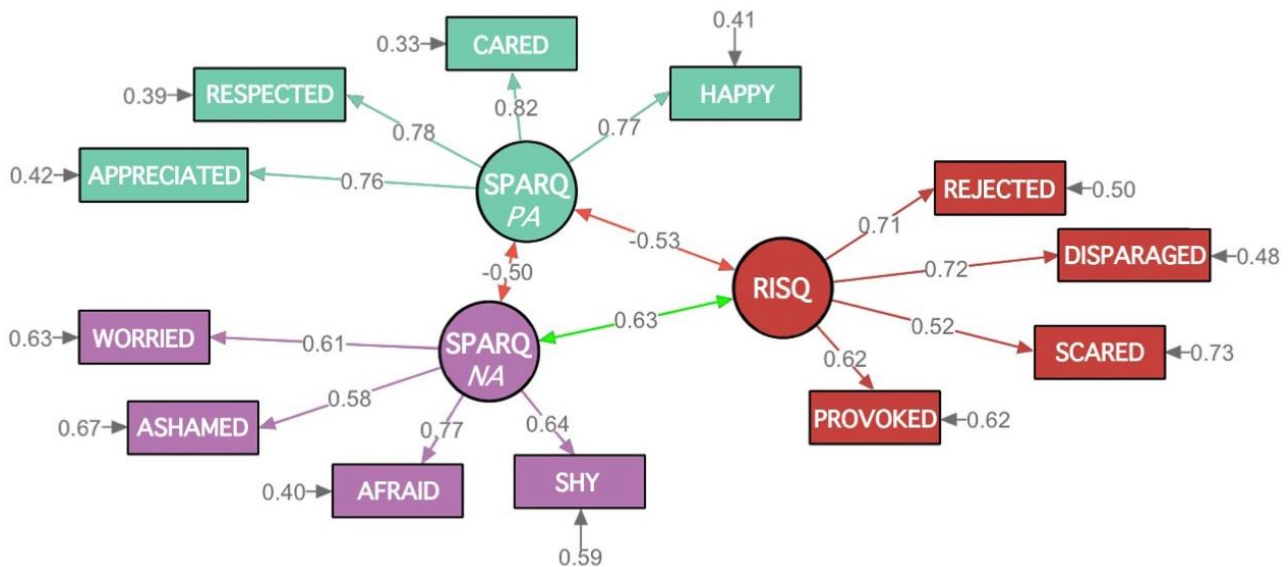 0.41
0.33
CARED
RESPECTED
HAPPY
0.39
0.82
0.78
0.77
0.42
APPRECIATED
0.76
SPARQ
PA
REJECTED
0.50
0.71
-0.53
DISPARAGED
0.48
0.72
-0.50
RISQ
0.63
WORRIED
0.61
SPARQ
NA
0.63
0.52
SCARED
0.73
0.62
0.58
0.67
ASHAMED
0.77
0.64
PROVOKED
0.62
0.40
AFRAID
SHY
0.59